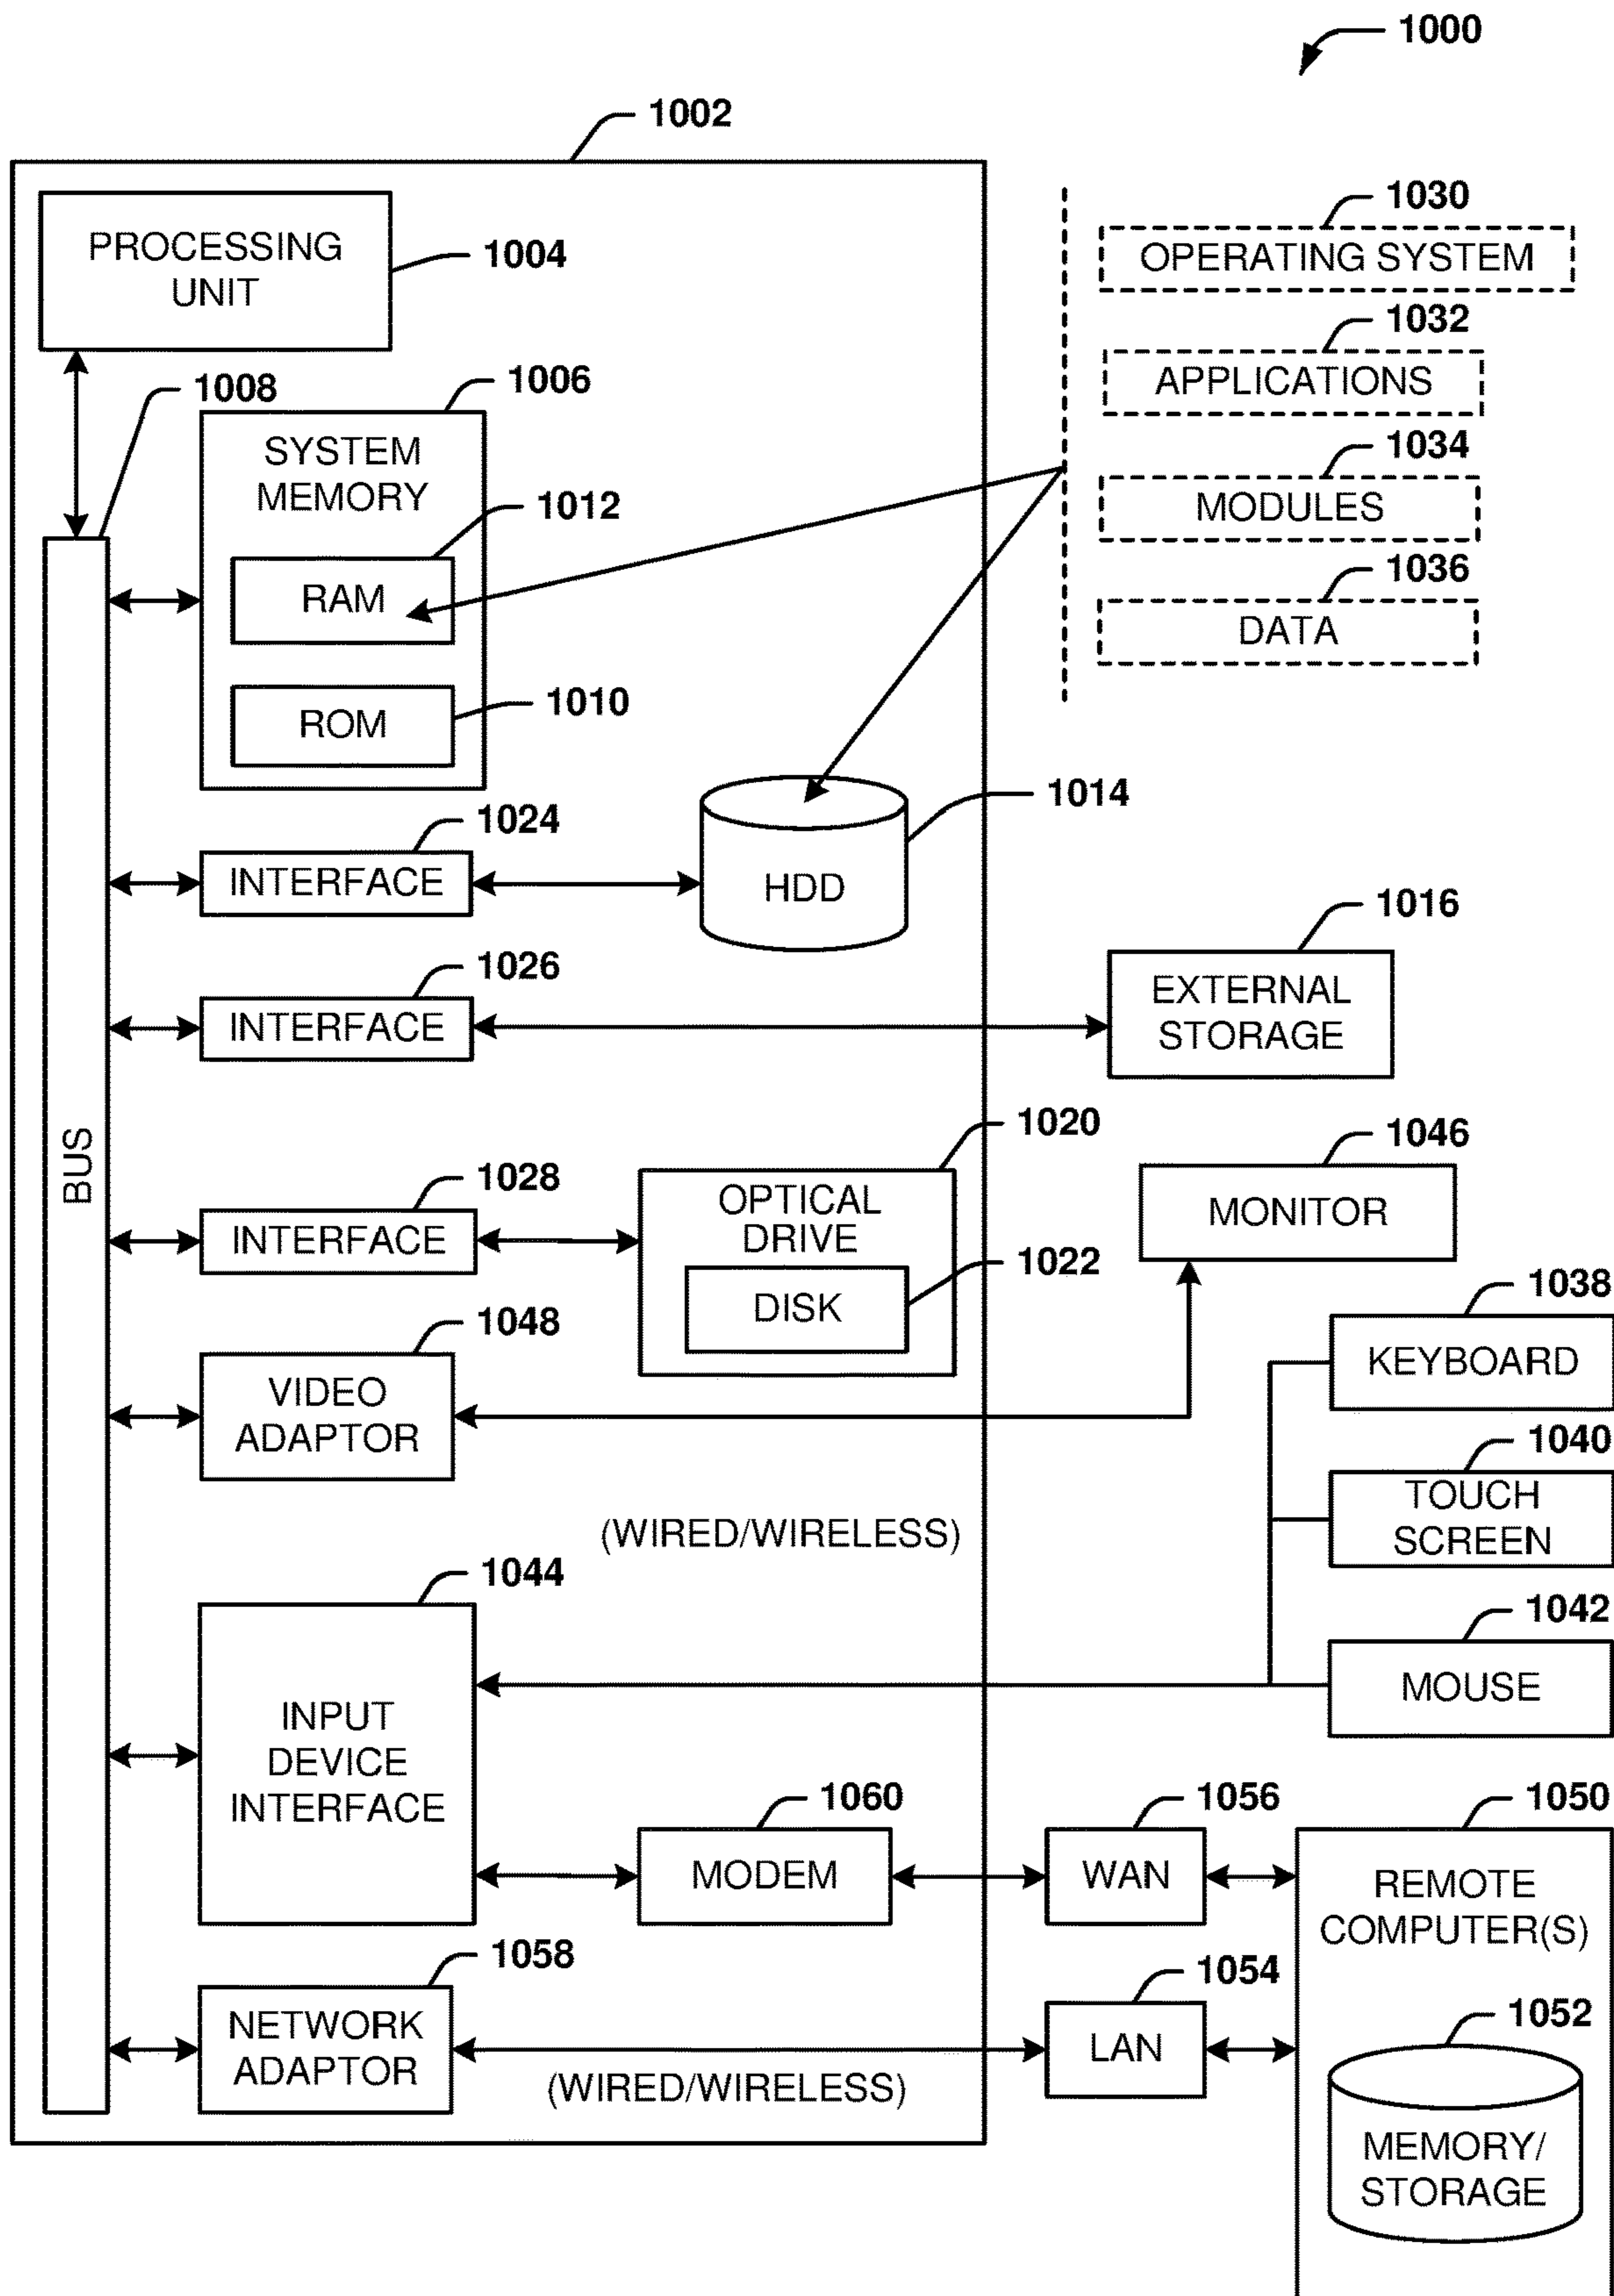 1000
1002
PROCESSING
UNIT
1004
1030
OPERATING SYSTEM
1032
APPLICATIONS
1034
MODULES
1036
DATA
1008
1006
SYSTEM
MEMORY
1012
RAM
1010
ROM
1024
INTERFACE
1014
HDD
1026
INTERFACE
1016
EXTERNAL
STORAGE
BUS
1028
INTERFACE
1020
OPTICAL
DRIVE
1022
DISK
1046
MONITOR
1048
VIDEO
ADAPTOR
1038
KEYBOARD
1040
TOUCH
SCREEN
(WIRED/WIRELESS)
1044
INPUT
DEVICE
INTERFACE
1042
MOUSE
1060
MODEM
1056
WAN
1050
REMOTE
COMPUTER(S)
1058
NETWORK
ADAPTOR
(WIRED/WIRELESS)
1054
LAN
1052
MEMORY/
STORAGE